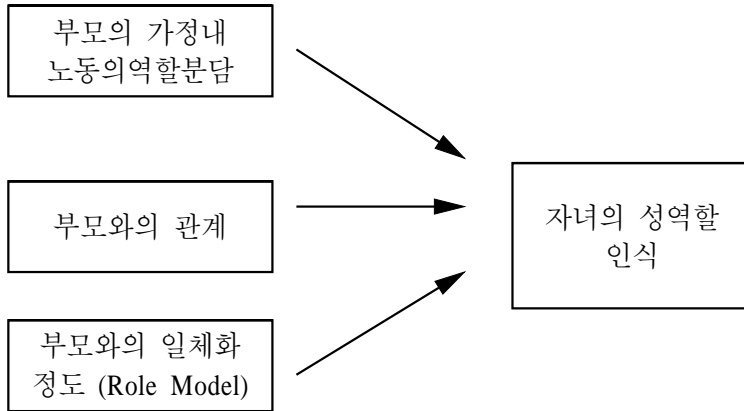 부모의 가정내
노동의역할분담
부모와의 관계
자녀의 성역할
인식
부모와의 일체화
정도 (Role Model)